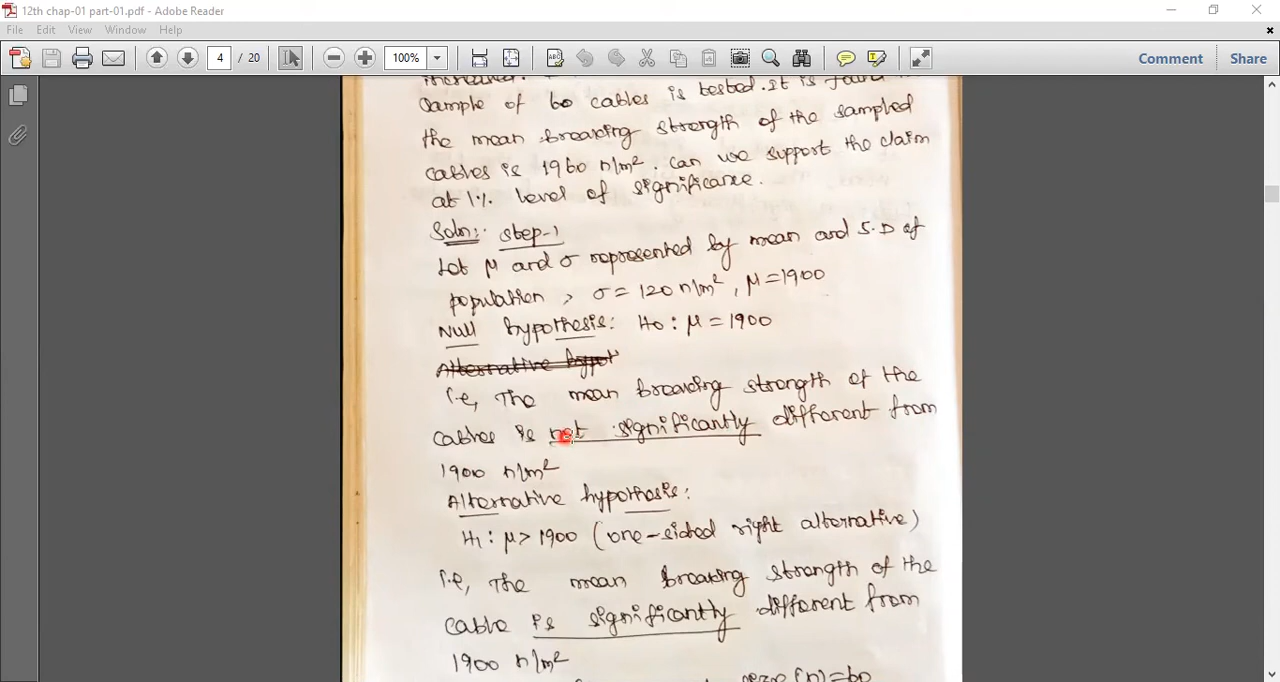 12th chap-01 part-01.pdf - Adobe Reader
File Edit View Window Help
4 / 20 100% Comment Share
increased.
Sample of 60 cables is tested. It is found
the mean breaking strength of the sampled
cables is 1960 n/m². can we support the claim
at 1% level of significance.
Soln:. Step-1
Let μ and σ represented by mean and S.D of
population, σ = 120 n/m², μ = 1900
Null hypothesis: H₀ : μ = 1900
Alternative hypot
i.e, The mean breaking strength of the
cables is not significantly different from
1900 n/m²
Alternative hypothesis:
H₁ : μ > 1900 (one-sided right alternative)
i.e, The mean breaking strength of the
cable is significantly different from
1900 n/m²
size (n) = 60